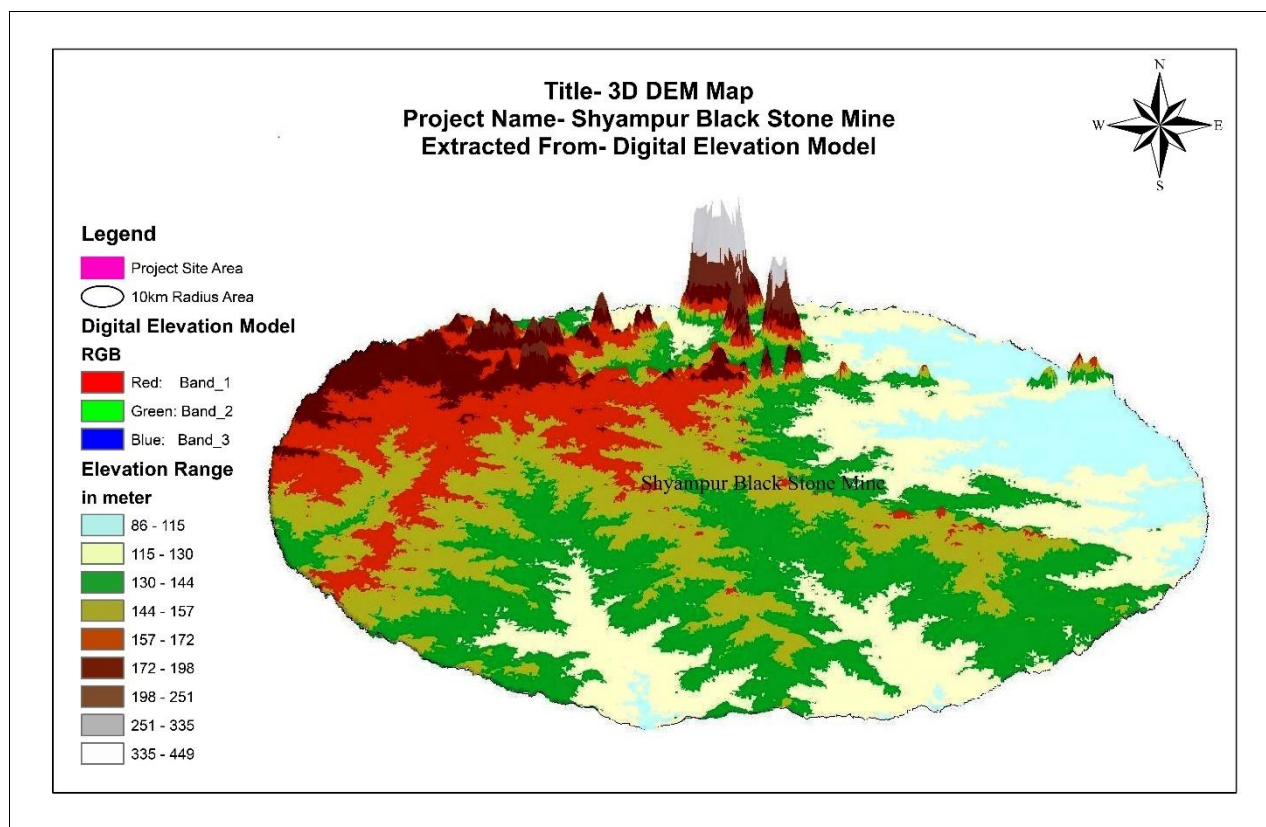 Title- 3D DEM Map
Project Name- Shyampur Black Stone Mine
Extracted From- Digital Elevation Model
N
W
E
S
Legend
Project Site Area
10km Radius Area
Digital Elevation Model
RGB
Red: Band_1
Green: Band_2
Blue: Band_3
Elevation Range
in meter
86 - 115
115 - 130
130 - 144
144 - 157
157 - 172
172 - 198
198 - 251
251 - 335
335 - 449
Shyampur Black Stone Mine